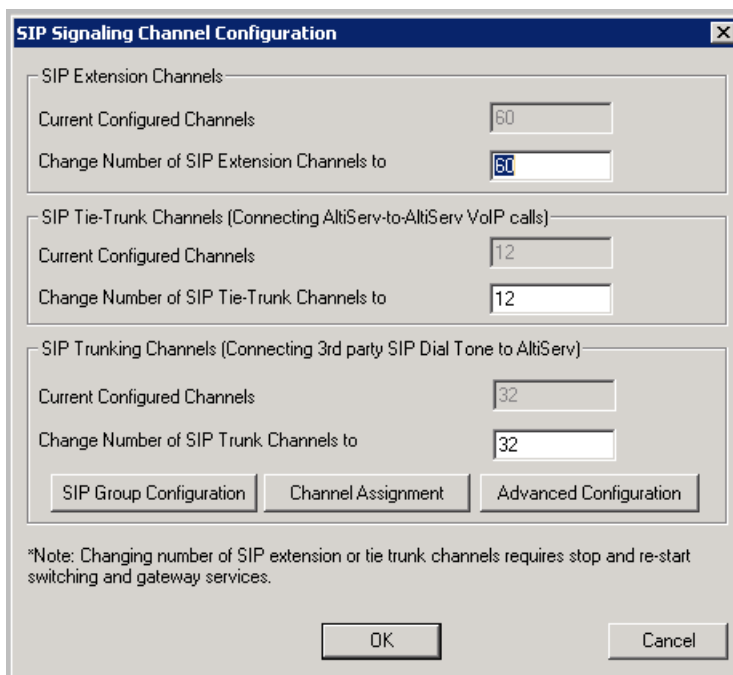 SIP Signaling Channel Configuration
SIP Extension Channels
Current Configured Channels 60
Change Number of SIP Extension Channels to 60
SIP Tie-Trunk Channels (Connecting AltiServ-to-AltiServ VoIP calls)
Current Configured Channels 12
Change Number of SIP Tie-Trunk Channels to 12
SIP Trunking Channels (Connecting 3rd party SIP Dial Tone to AltiServ)
Current Configured Channels 32
Change Number of SIP Trunk Channels to 32
SIP Group Configuration Channel Assignment Advanced Configuration
*Note: Changing number of SIP extension or tie trunk channels requires stop and re-start
switching and gateway services.
OK Cancel